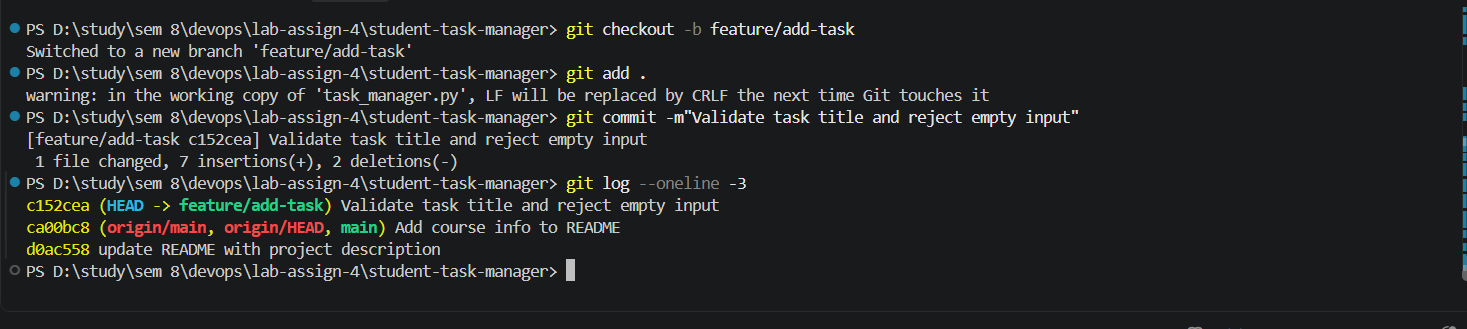 PS D:\study\sem 8\devops\lab-assign-4\student-task-manager> git checkout -b feature/add-task
Switched to a new branch 'feature/add-task'
PS D:\study\sem 8\devops\lab-assign-4\student-task-manager> git add .
warning: in the working copy of 'task_manager.py', LF will be replaced by CRLF the next time Git touches it
PS D:\study\sem 8\devops\lab-assign-4\student-task-manager> git commit -m"Validate task title and reject empty input"
[feature/add-task c152cea] Validate task title and reject empty input
 1 file changed, 7 insertions(+), 2 deletions(-)
PS D:\study\sem 8\devops\lab-assign-4\student-task-manager> git log --oneline -3
c152cea (HEAD -> feature/add-task) Validate task title and reject empty input
ca00bc8 (origin/main, origin/HEAD, main) Add course info to README
d0ac558 update README with project description
PS D:\study\sem 8\devops\lab-assign-4\student-task-manager>